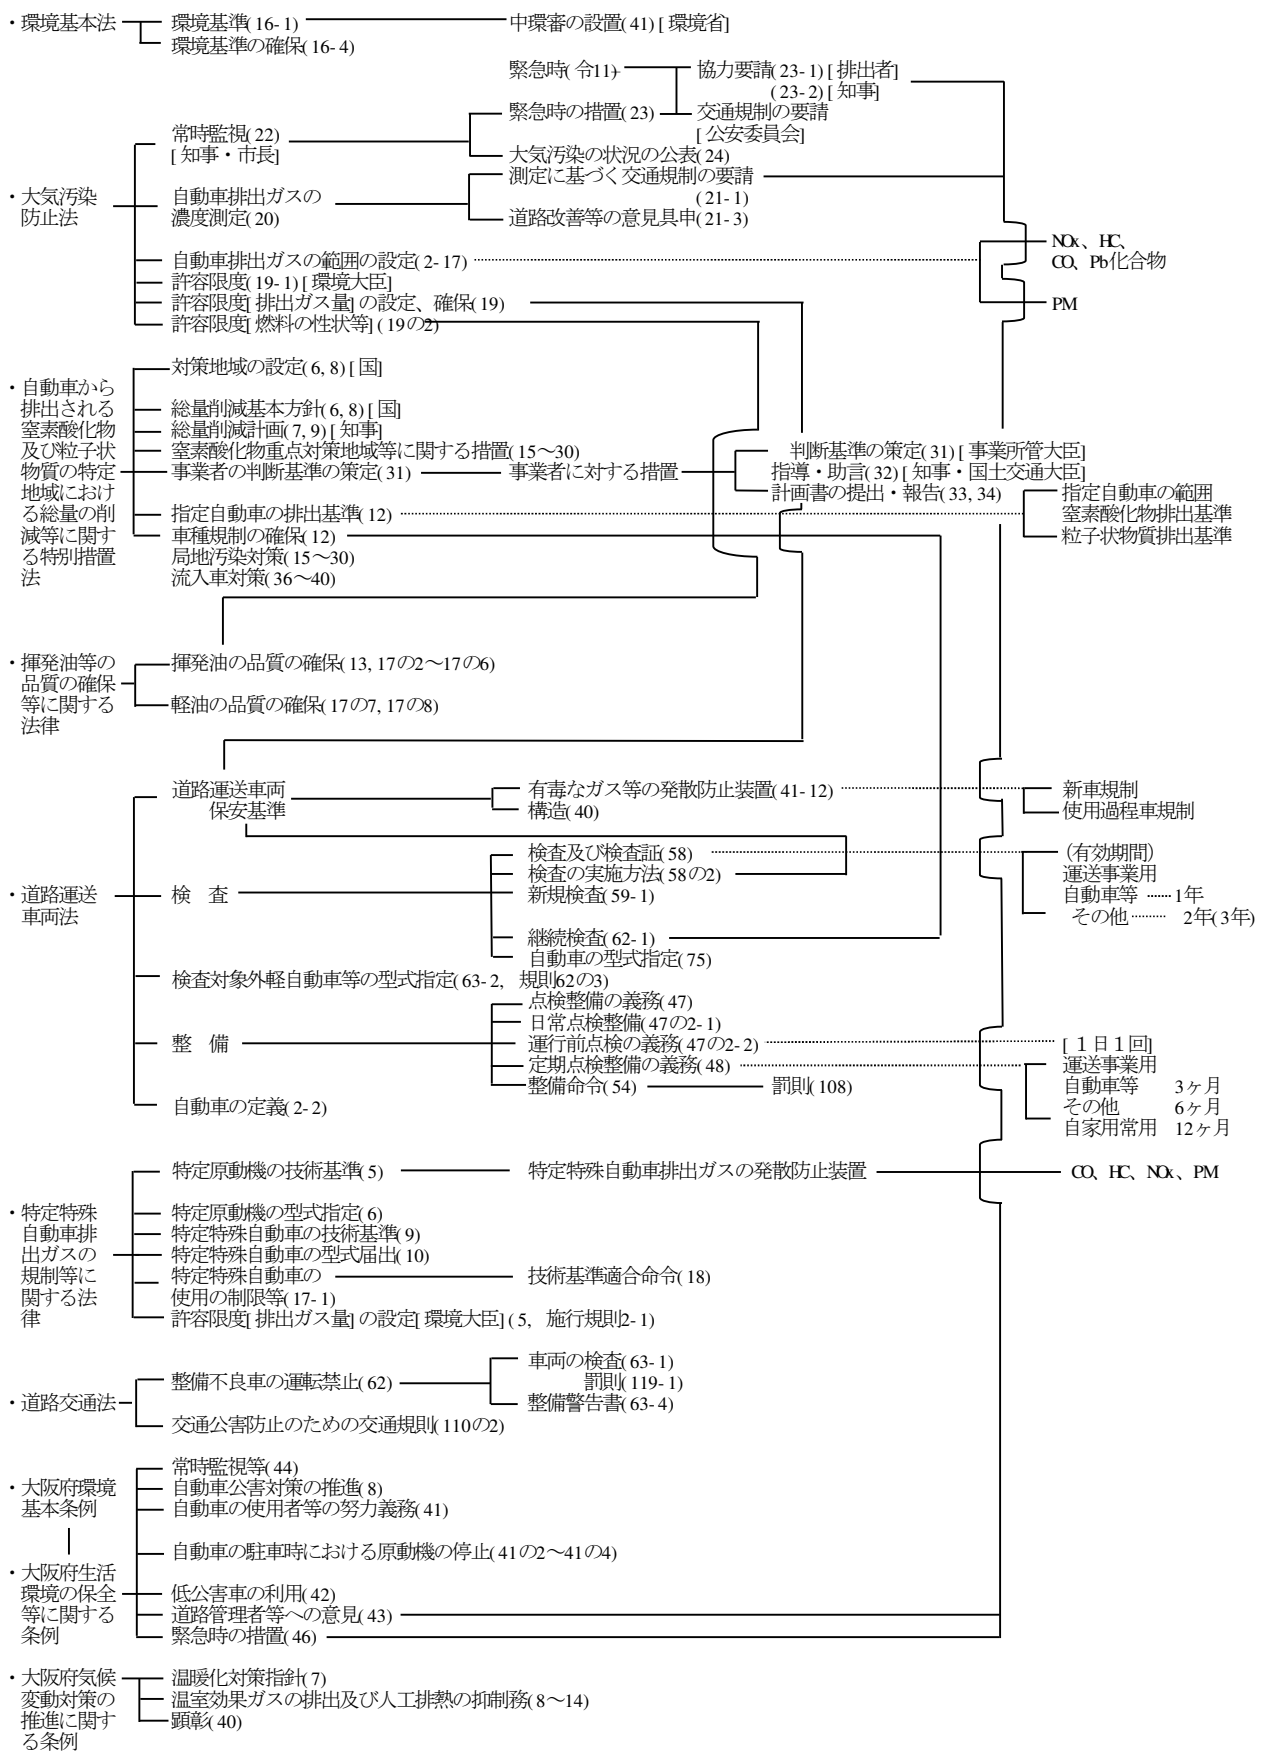 ・環境基本法 環境基準(16-1) 中環審の設置(41)[環境省]
環境基準の確保(16-4)
緊急時(令11) 協力要請(23-1)[排出者]
(23-2)[知事]
緊急時の措置(23) 交通規制の要請
[公安委員会]
常時監視(22)
[知事・市長]
大気汚染の状況の公表(24)
測定に基づく交通規制の要請
(21-1)
・大気汚染
防止法
自動車排出ガスの
濃度測定(20)
道路改善等の意見具申(21-3)
自動車排出ガスの範囲の設定(2-17)
NOx、HC、
CO、Pb化合物
PM
許容限度(19-1)[環境大臣]
許容限度[排出ガス量]の設定、確保(19)
許容限度[燃料の性状等](19の2)
・自動車から
排出される
窒素酸化物
及び粒子状
物質の特定
地域におけ
る総量の削
減等に関す
る特別措置
法
対策地域の設定(6,8)[国]
総量削減基本方針(6,8)[国]
総量削減計画(7,9)[知事]
窒素酸化物重点対策地域等に関する措置(15～30)
事業者の判断基準の策定(31) 事業者に対する措置
判断基準の策定(31)[事業所管大臣]
指導・助言(32)[知事・国土交通大臣]
計画書の提出・報告(33,34)
指定自動車の排出基準(12)
指定自動車の範囲
窒素酸化物排出基準
粒子状物質排出基準
車種規制の確保(12)
局地汚染対策(15～30)
流入車対策(36～40)
・揮発油等の
品質の確保
等に関する
法律
揮発油の品質の確保(13,17の2～17の6)
軽油の品質の確保(17の7,17の8)
・道路運送
車両法
道路運送車両
保安基準
有毒なガス等の発散防止装置(41-12)
構造(40)
新車規制
使用過程車規制
検　査
検査及び検査証(58)
検査の実施方法(58の2)
新規検査(59-1)
継続検査(62-1)
自動車の型式指定(75)
(有効期間)
運送事業用
自動車等 ……1年
その他……… 2年(3年)
検査対象外軽自動車等の型式指定(63-2, 規則62の3)
整　備
点検整備の義務(47)
日常点検整備(47の2-1)
運行前点検の義務(47の2-2)
定期点検整備の義務(48)
整備命令(54) 罰則(108)
[１日１回]
運送事業用
自動車等 3ヶ月
その他 6ヶ月
自家用常用 12ヶ月
自動車の定義(2-2)
・特定特殊
自動車排
出ガスの
規制等に
関する法
律
特定原動機の技術基準(5) 特定特殊自動車排出ガスの発散防止装置 CO、HC、NOx、PM
特定原動機の型式指定(6)
特定特殊自動車の技術基準(9)
特定特殊自動車の型式届出(10)
特定特殊自動車の 技術基準適合命令(18)
使用の制限等(17-1)
許容限度[排出ガス量]の設定[環境大臣](5, 施行規則2-1)
・道路交通法
整備不良車の運転禁止(62)
車両の検査(63-1)
罰則(119-1)
整備警告書(63-4)
交通公害防止のための交通規則(110の2)
・大阪府環境
基本条例
・大阪府生活
環境の保全
等に関する
条例
常時監視等(44)
自動車公害対策の推進(8)
自動車の使用者等の努力義務(41)
自動車の駐車時における原動機の停止(41の2～41の4)
低公害車の利用(42)
道路管理者等への意見(43)
緊急時の措置(46)
・大阪府気候
変動対策の
推進に関す
る条例
温暖化対策指針(7)
温室効果ガスの排出及び人工排熱の抑制務(8～14)
顕彰(40)